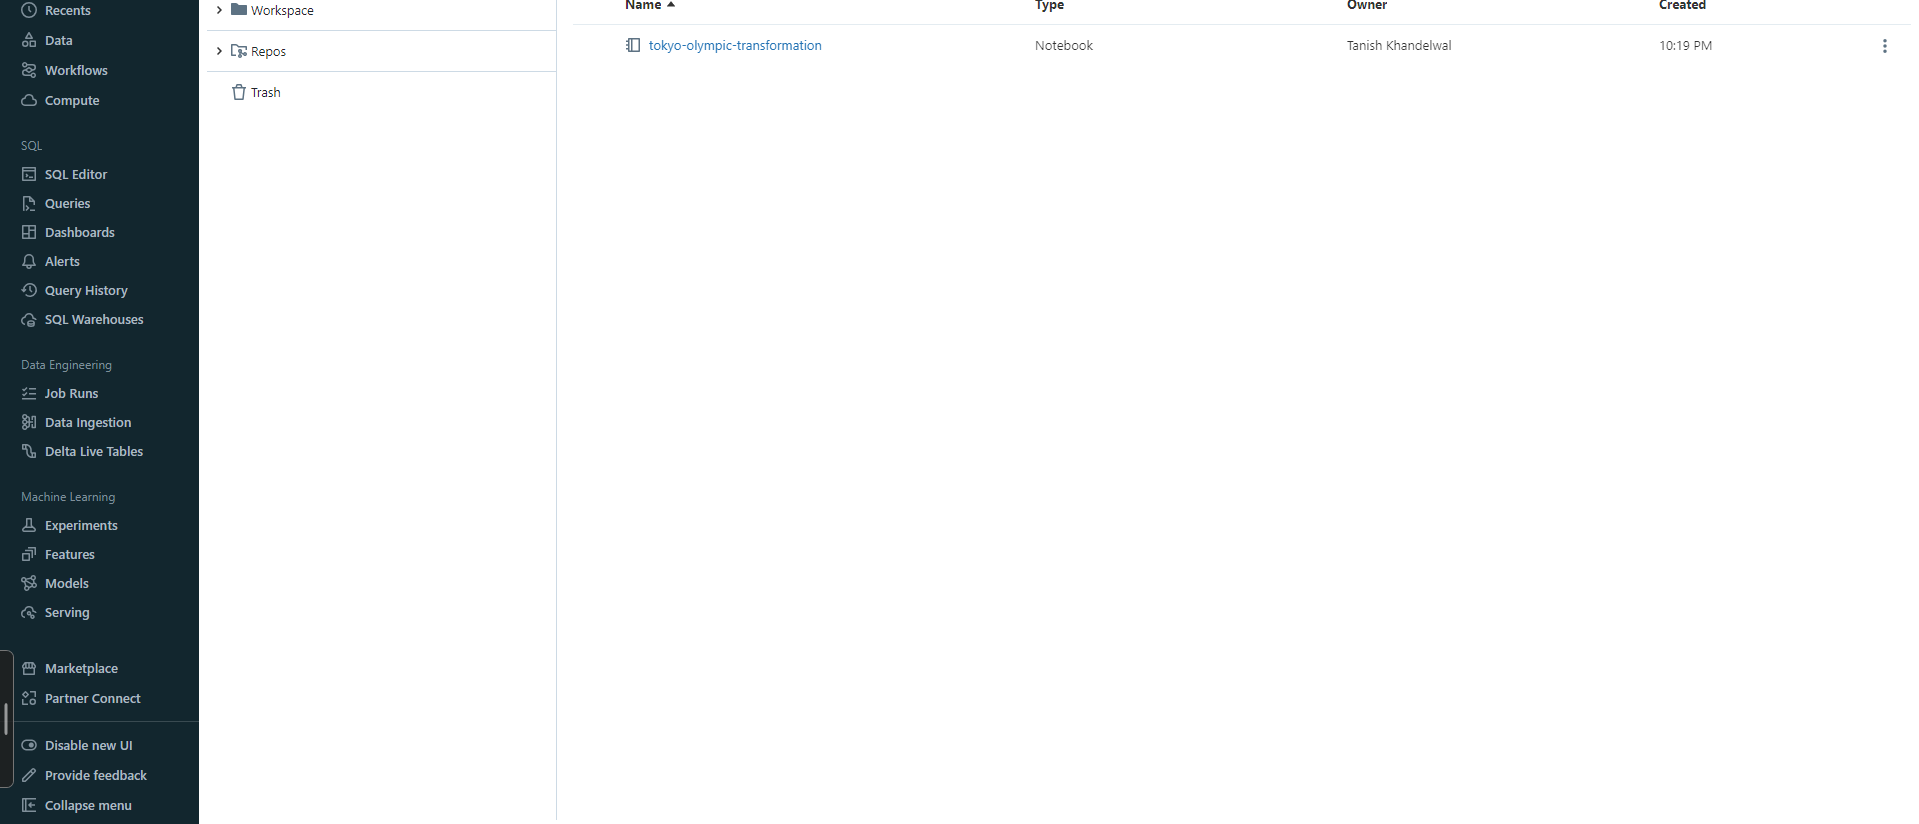 Recents
Data
Workflows
Compute
SQL
SQL Editor
Queries
Dashboards
Alerts
Query History
SQL Warehouses
Data Engineering
Job Runs
Data Ingestion
Delta Live Tables
Machine Learning
Experiments
Features
Models
Serving
Marketplace
Partner Connect
Disable new UI
Provide feedback
Collapse menu
Workspace
Repos
Trash
Name Type Owner Created
tokyo-olympic-transformation Notebook Tanish Khandelwal 10:19 PM